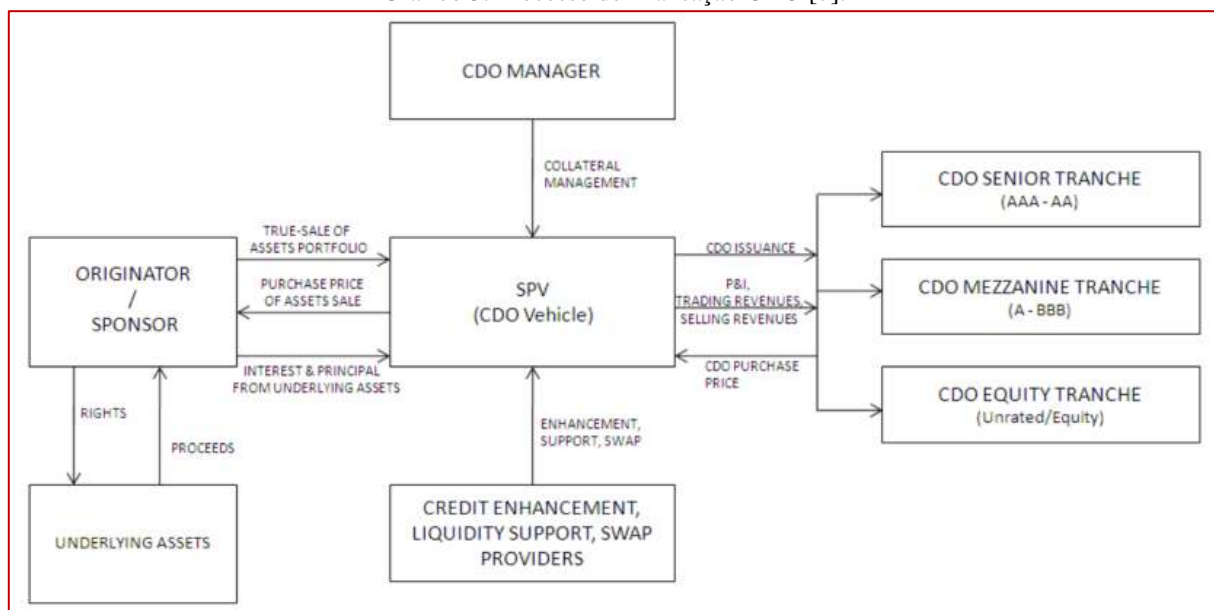 CDO MANAGER
COLLATERAL
MANAGEMENT
CDO SENIOR TRANCHE
(AAA - AA)
TRUE-SALE OF
ASSETS PORTFOLIO
CDO ISSUANCE
ORIGINATOR
/
SPONSOR
PURCHASE PRICE
OF ASSETS SALE
SPV
(CDO Vehicle)
P&I,
TRADING REVENUES,
SELLING REVENUES
CDO MEZZANINE TRANCHE
(A - BBB)
INTEREST & PRINCIPAL
FROM UNDERLYING ASSETS
CDO PURCHASE
PRICE
CDO EQUITY TRANCHE
(Unrated/Equity)
RIGHTS
PROCEEDS
ENHANCEMENT,
SUPPORT, SWAP
UNDERLYING ASSETS
CREDIT ENHANCEMENT,
LIQUIDITY SUPPORT, SWAP
PROVIDERS